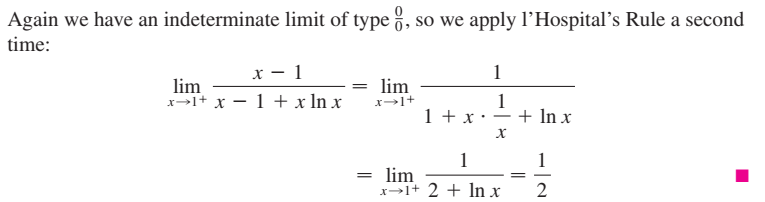 Again we have an indeterminate limit of type 0/0, so we apply l’Hospital’s Rule a second
time:
lim_{x→1⁺} (x − 1)/(x − 1 + x ln x) = lim_{x→1⁺} 1/(1 + x · 1/x + ln x)
= lim_{x→1⁺} 1/(2 + ln x) = 1/2